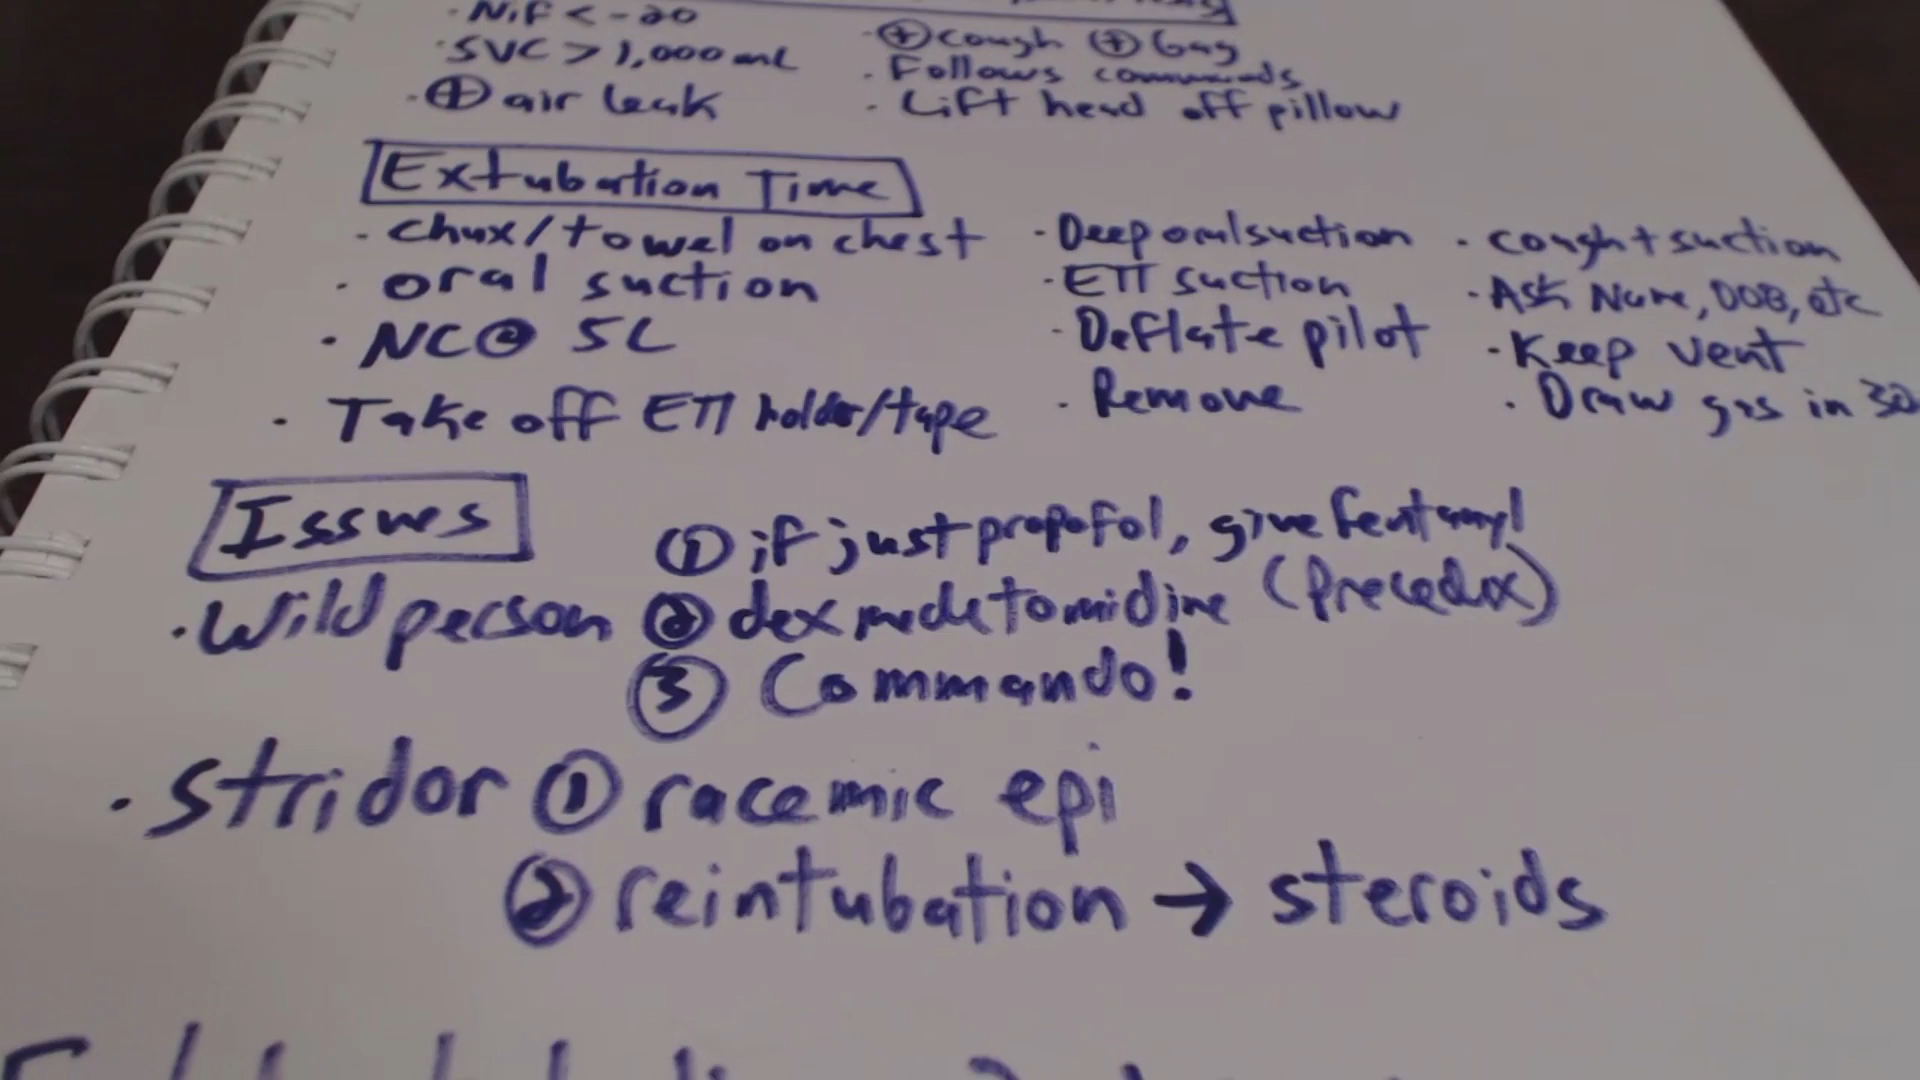 · NIF < -20
· SVC > 1,000 mL
· ⊕ air leak
· ⊕ cough ⊕ Gag
· Follows commands
· Lift head off pillow
Extubation Time
· Chux/towel on chest
· oral suction
· NC @ 5L
· Take off ETT holder/tape
· Deep oral suction
· ETT suction
· Deflate pilot
· Remove
· cough + suction
· Ask Name, DOB, etc
· Keep vent
· Draw gas in 30
Issues
· Wild person ① if just propofol, give fentanyl
② dexmedetomidine (Precedex)
③ Commando!
· stridor ① racemic epi
② reintubation → steroids